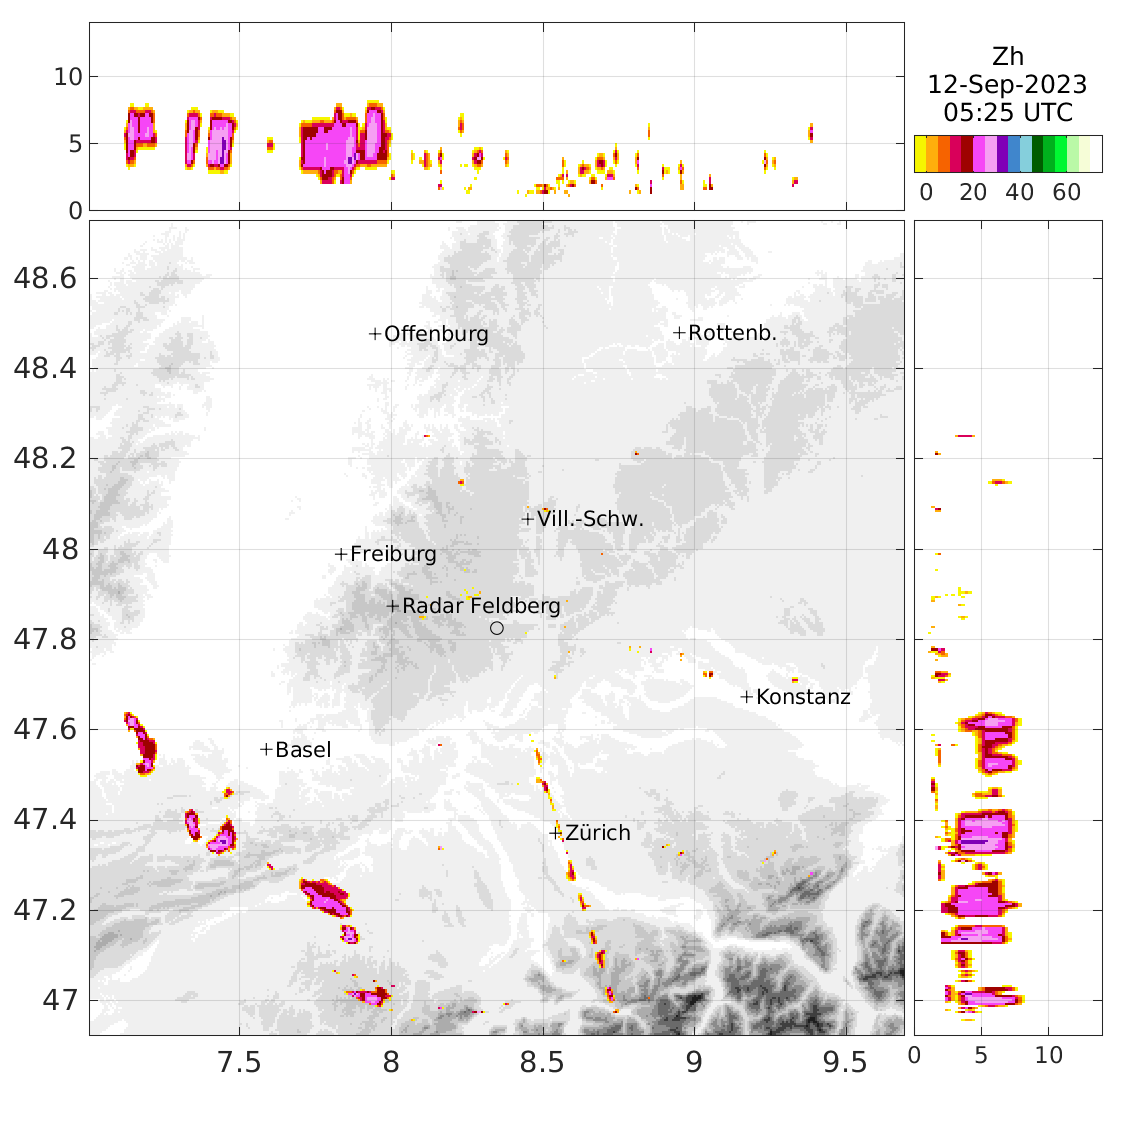 Zh
12-Sep-2023
05:25 UTC
0 20 40 60
10
5
0
48.6
48.4
48.2
48
47.8
47.6
47.4
47.2
47
+Offenburg
+Rottenb.
+Vill.-Schw.
+Freiburg
+Radar Feldberg
+Konstanz
+Basel
+Zürich
7.5 8 8.5 9 9.5
0 5 10